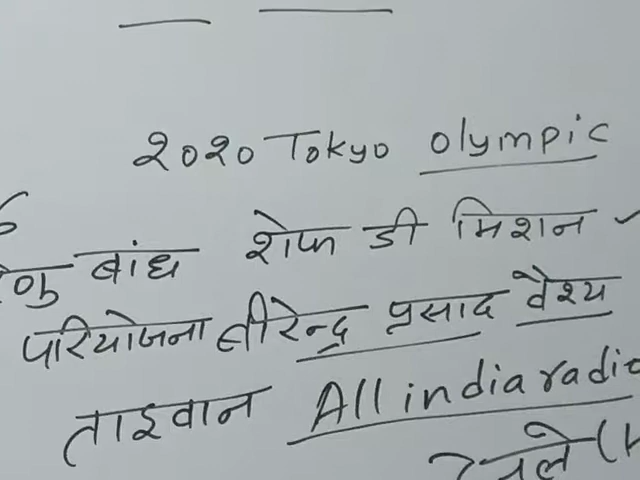 2020 Tokyo Olympic
बांध शेफ डी मिशन
परियोजना बीरेन्द्र प्रसाद वैश्य
ताइवान All india radio